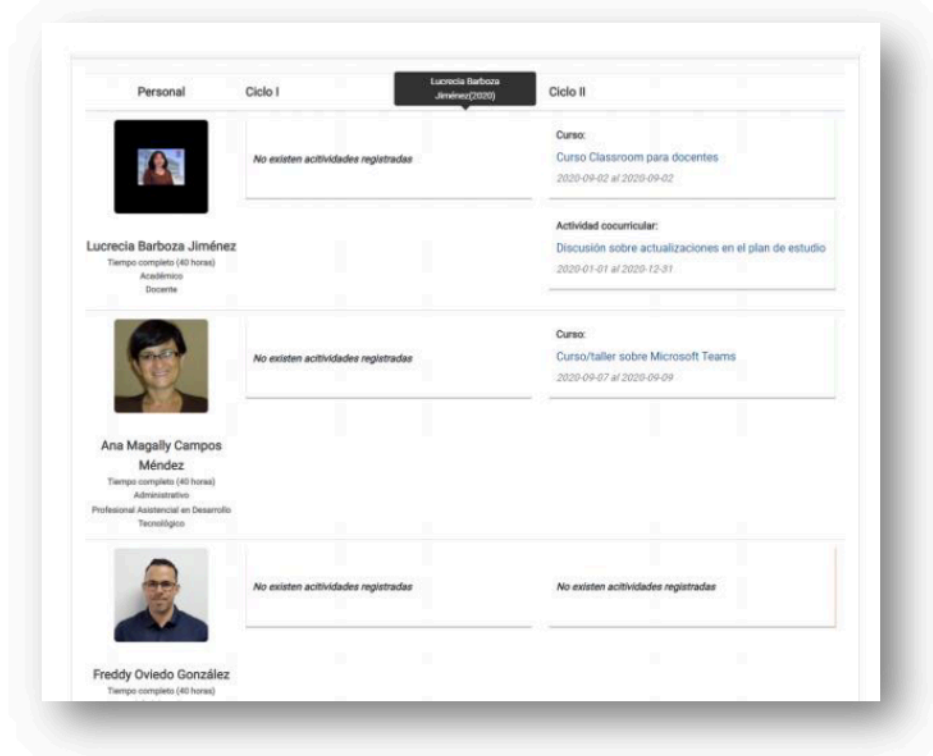 Personal
Ciclo I
Lucrecia Barboza
Jiménez(2020)
Ciclo II
No existen acitividades registradas
Curso:
Curso Classroom para docentes
2020-09-02 al 2020-09-02
Actividad cocurricular:
Discusión sobre actualizaciones en el plan de estudio
2020-01-01 al 2020-12-31
Lucrecia Barboza Jiménez
Tiempo completo (40 horas)
Académico
Docente
No existen acitividades registradas
Curso:
Curso/taller sobre Microsoft Teams
2020-09-07 al 2020-09-09
Ana Magally Campos
Méndez
Tiempo completo (40 horas)
Administrativo
Profesional Asistencial en Desarrollo
Tecnológico
No existen acitividades registradas
No existen acitividades registradas
Freddy Oviedo González
Tiempo completo (40 horas)